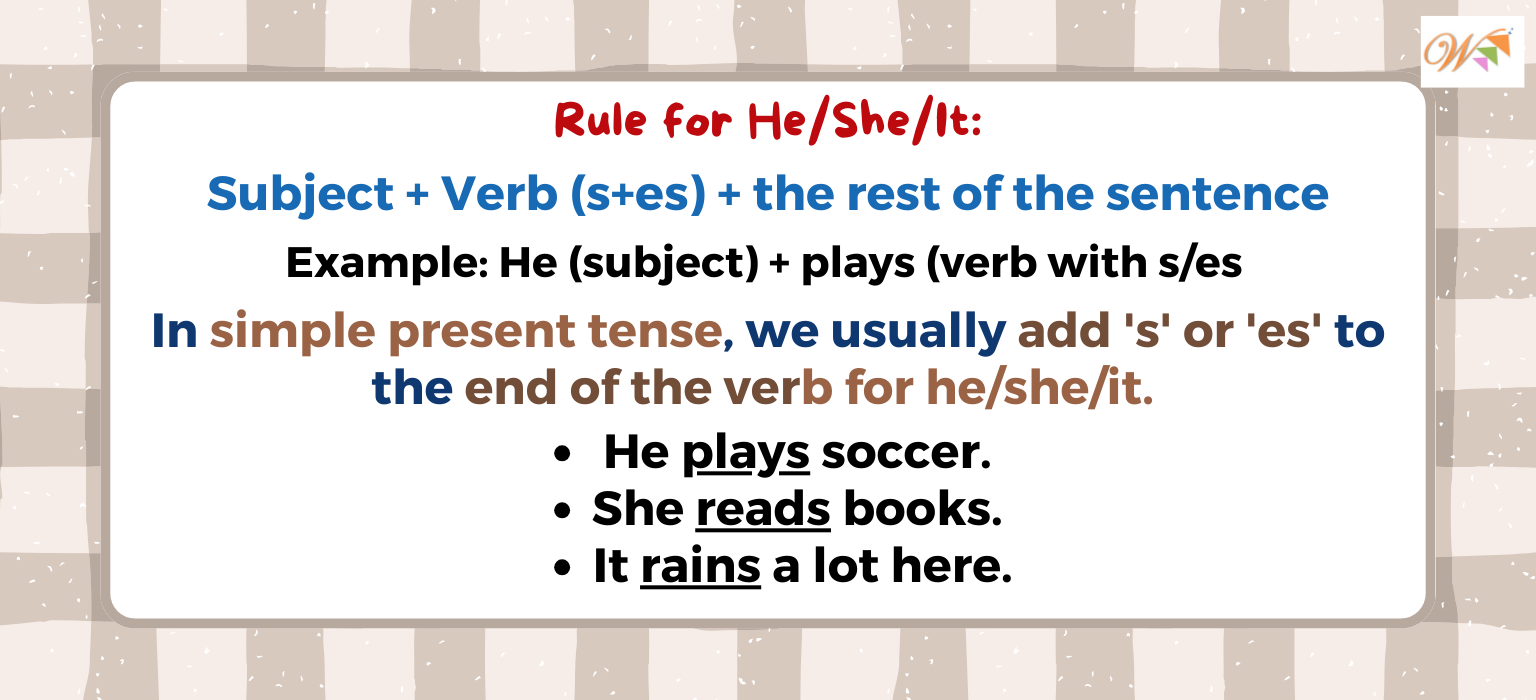 W
Rule for He/She/It:
Subject + Verb (s+es) + the rest of the sentence
Example: He (subject) + plays (verb with s/es
In simple present tense, we usually add 's' or 'es' to
the end of the verb for he/she/it.
• He plays soccer.
• She reads books.
• It rains a lot here.